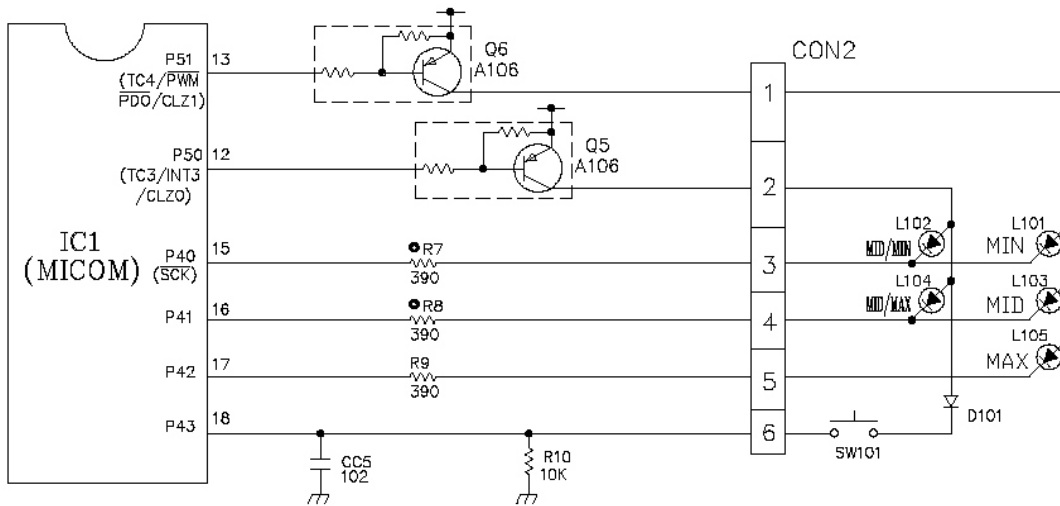 P51
13
(TC4/PWM
PDO/CLZ1)
Q6
A106
CON2
1
P50
12
(TC3/INT3
/CLZ0)
Q5
A106
2
IC1
(MICOM)
P40
15
(SCK)
R7
390
3
MID/MIN
L102
MIN
L101
P41
16
R8
390
4
MID/MAX
L104
MID
L103
P42
17
R9
390
5
MAX
L105
P43
18
6
SW101
D101
CC5
102
R10
10K